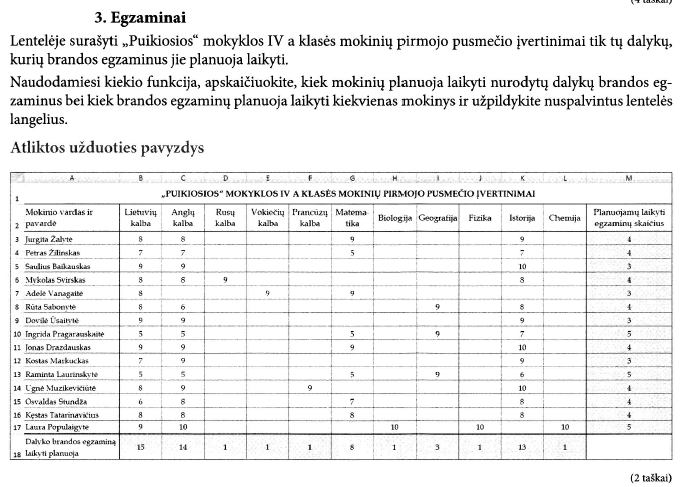 (4 taškai)
3. Egzaminai
Lentelėje surašyti „Puikiosios“ mokyklos IV a klasės mokinių pirmojo pusmečio įvertinimai tik tų dalykų,
kurių brandos egzaminus jie planuoja laikyti.
Naudodamiesi kiekio funkcija, apskaičiuokite, kiek mokinių planuoja laikyti nurodytų dalykų brandos eg-
zaminus bei kiek brandos egzaminų planuoja laikyti kiekvienas mokinys ir užpildykite nuspalvintus lentelės
langelius.
Atliktos užduoties pavyzdys
A B C D E F G H I J K L M
1 „PUIKIOSIOS“ MOKYKLOS IV A KLASĖS MOKINIŲ PIRMOJO PUSMEČIO ĮVERTINIMAI
2 Mokinio vardas ir pavardė Lietuvių kalba Anglų kalba Rusų kalba Vokiečių kalba Prancūzų kalba Matema-tika Biologija Geografija Fizika Istorija Chemija Planuojamų laikyti egzaminų skaičius
3 Jurgita Žalytė 8 8 9 9 4
4 Petras Žilinskas 7 7 5 7 4
5 Saulius Baikauskas 9 9 10 3
6 Mykolas Svirskas 8 8 9 8 4
7 Adelė Vanagaitė 8 9 9 3
8 Rūta Sabonytė 8 6 9 8 4
9 Dovilė Ūsaitytė 9 9 9 3
10 Ingrida Pragarauskaitė 5 5 5 9 7 5
11 Jonas Drazdauskas 9 9 9 10 4
12 Kostas Markuckas 7 9 9 3
13 Raminta Laurinskytė 5 5 5 9 6 5
14 Ugnė Muzikevičiūtė 8 9 9 10 4
15 Osvaldas Stundža 6 8 7 8 4
16 Kęstas Tatarinavičius 8 8 8 8 4
17 Laura Populaigytė 9 10 10 10 10 5
18 Dalyko brandos egzaminą laikyti planuoja 15 14 1 1 1 8 1 3 1 13 1
(2 taškai)